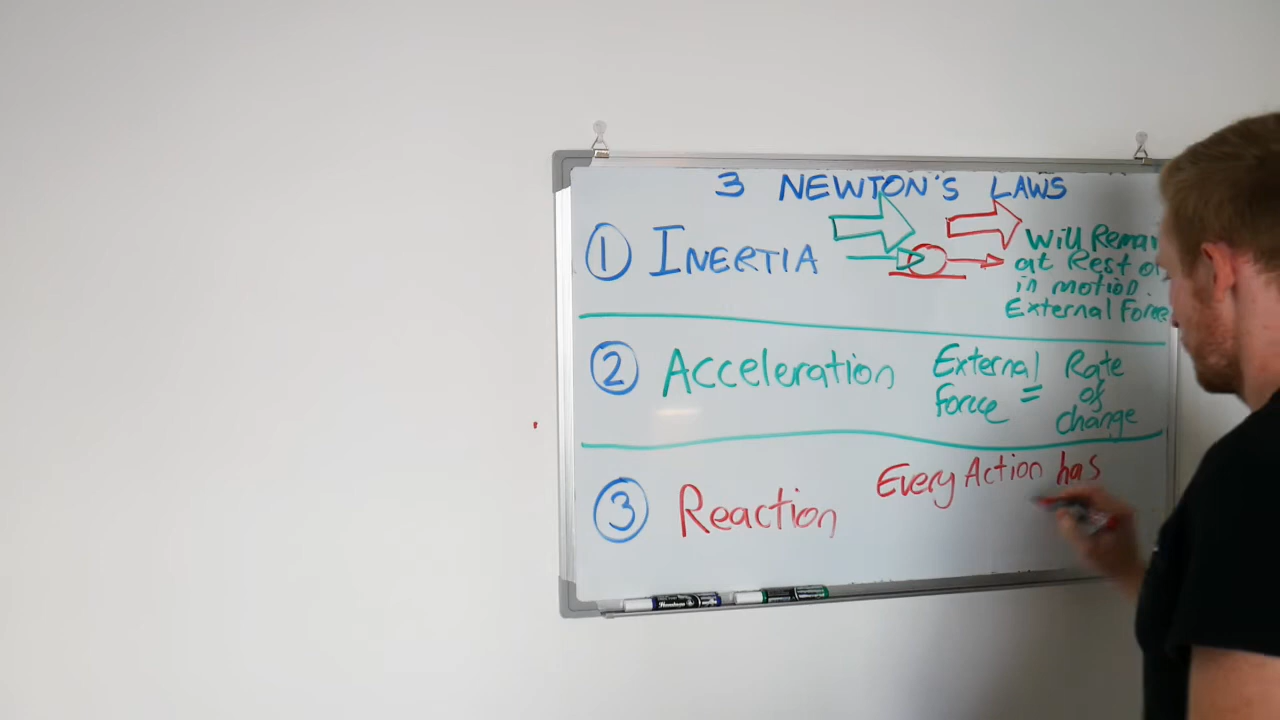 3 NEWTON'S LAWS
1 INERTIA
Will Remai
at Rest or
in motion
External Force
2 Acceleration
External
Force
=
Rate
of
change
3 Reaction
Every Action has